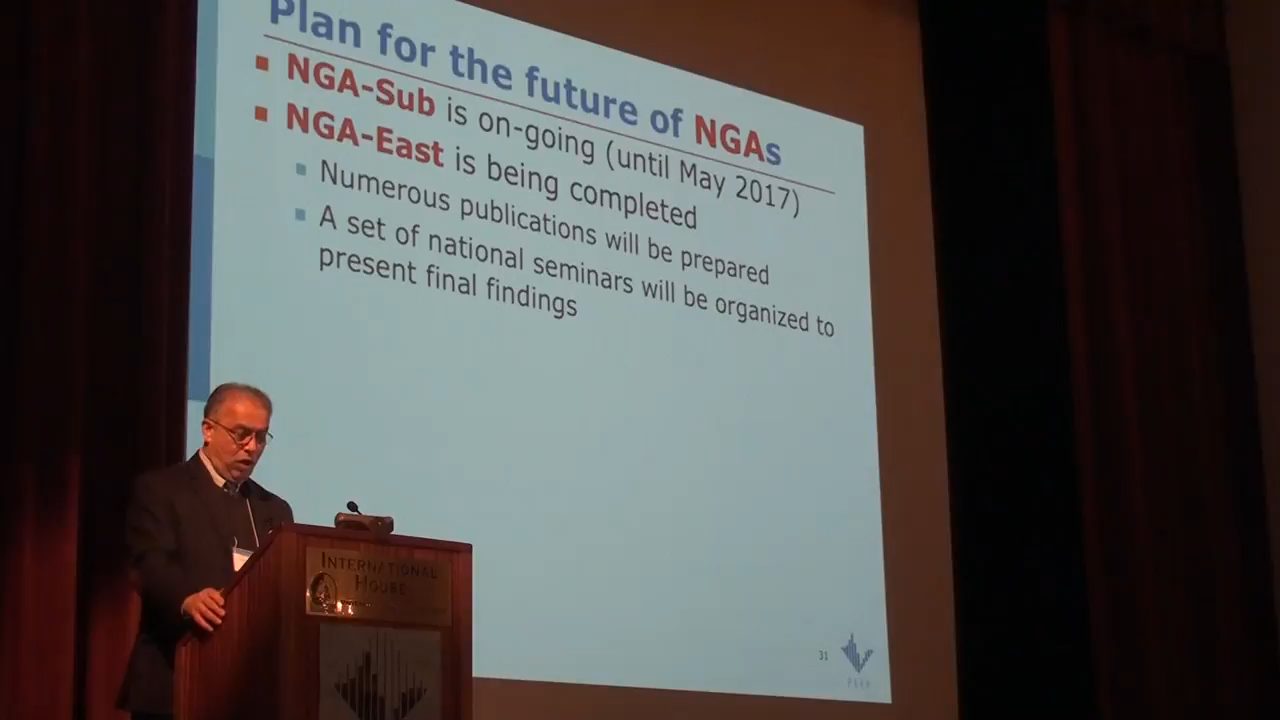 Plan for the future of NGAs
NGA-Sub is on-going (until May 2017)
NGA-East is being completed
Numerous publications will be prepared
A set of national seminars will be organized to
present final findings
31
PEER
INTERNATIONAL
HOUSE